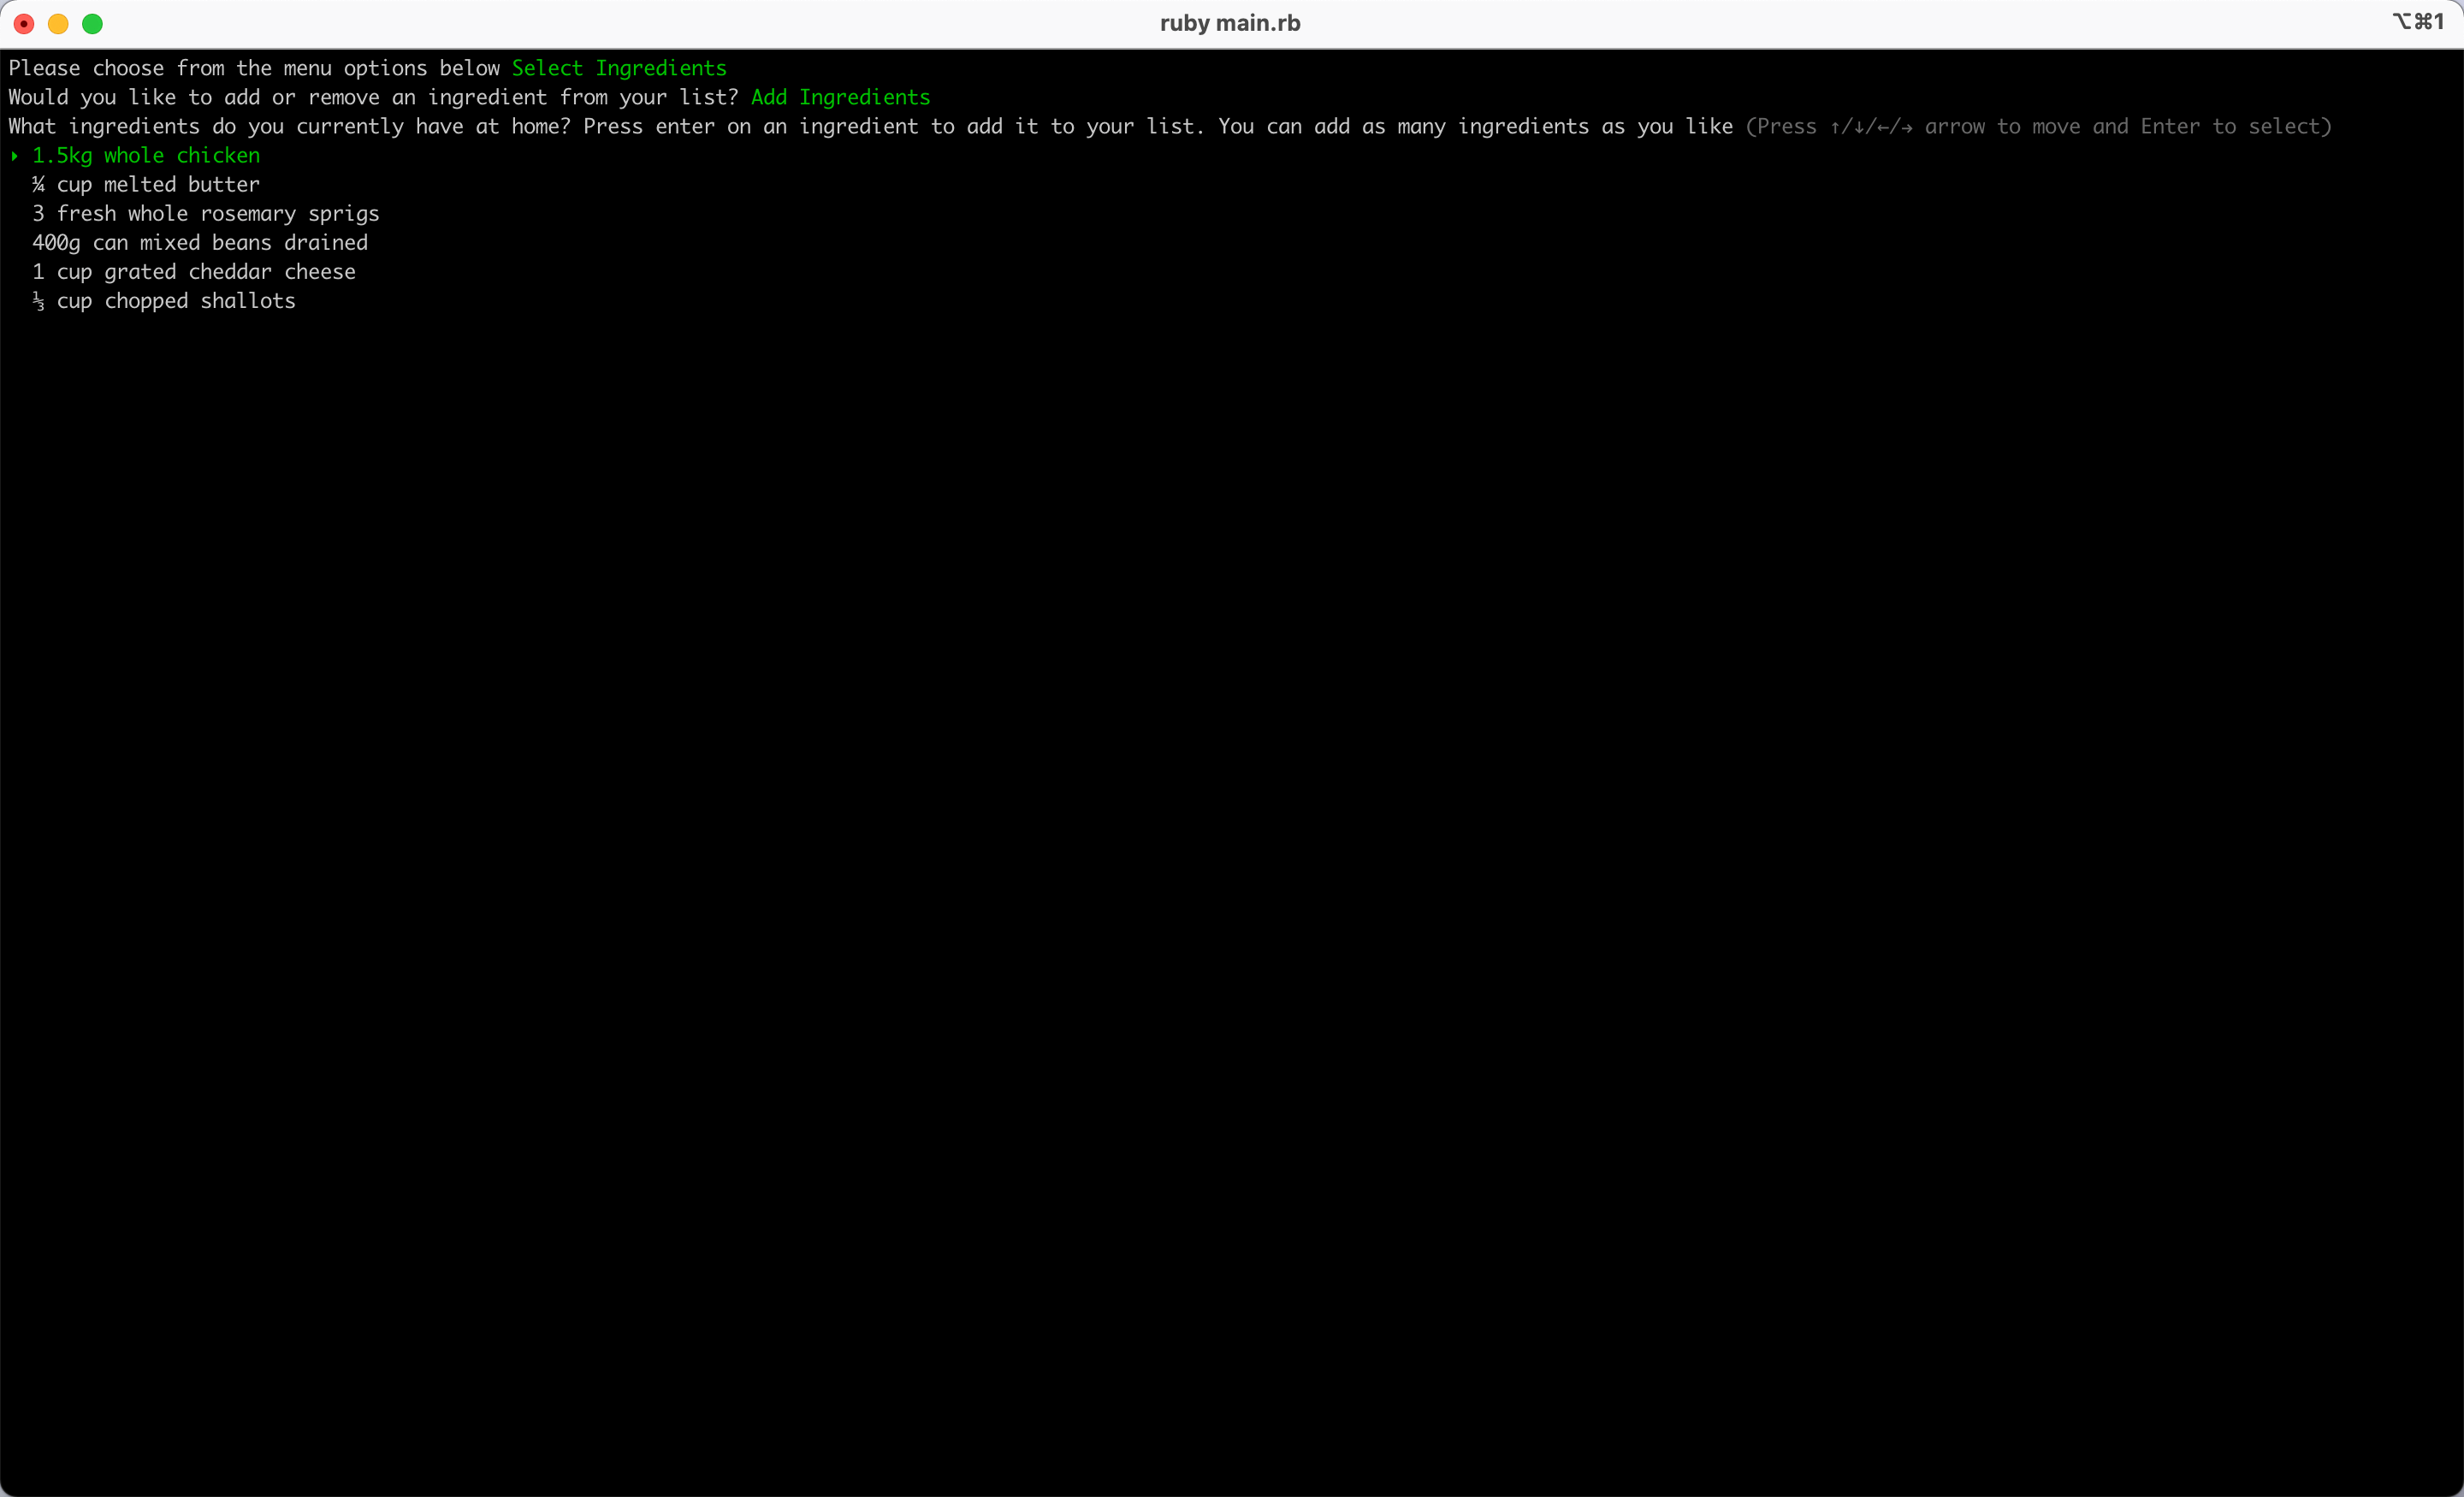 ruby main.rb
⌥⌘1
Please choose from the menu options below Select Ingredients
Would you like to add or remove an ingredient from your list? Add Ingredients
What ingredients do you currently have at home? Press enter on an ingredient to add it to your list. You can add as many ingredients as you like (Press ↑/↓/←/→ arrow to move and Enter to select)
‣ 1.5kg whole chicken
¼ cup melted butter
3 fresh whole rosemary sprigs
400g can mixed beans drained
1 cup grated cheddar cheese
⅓ cup chopped shallots